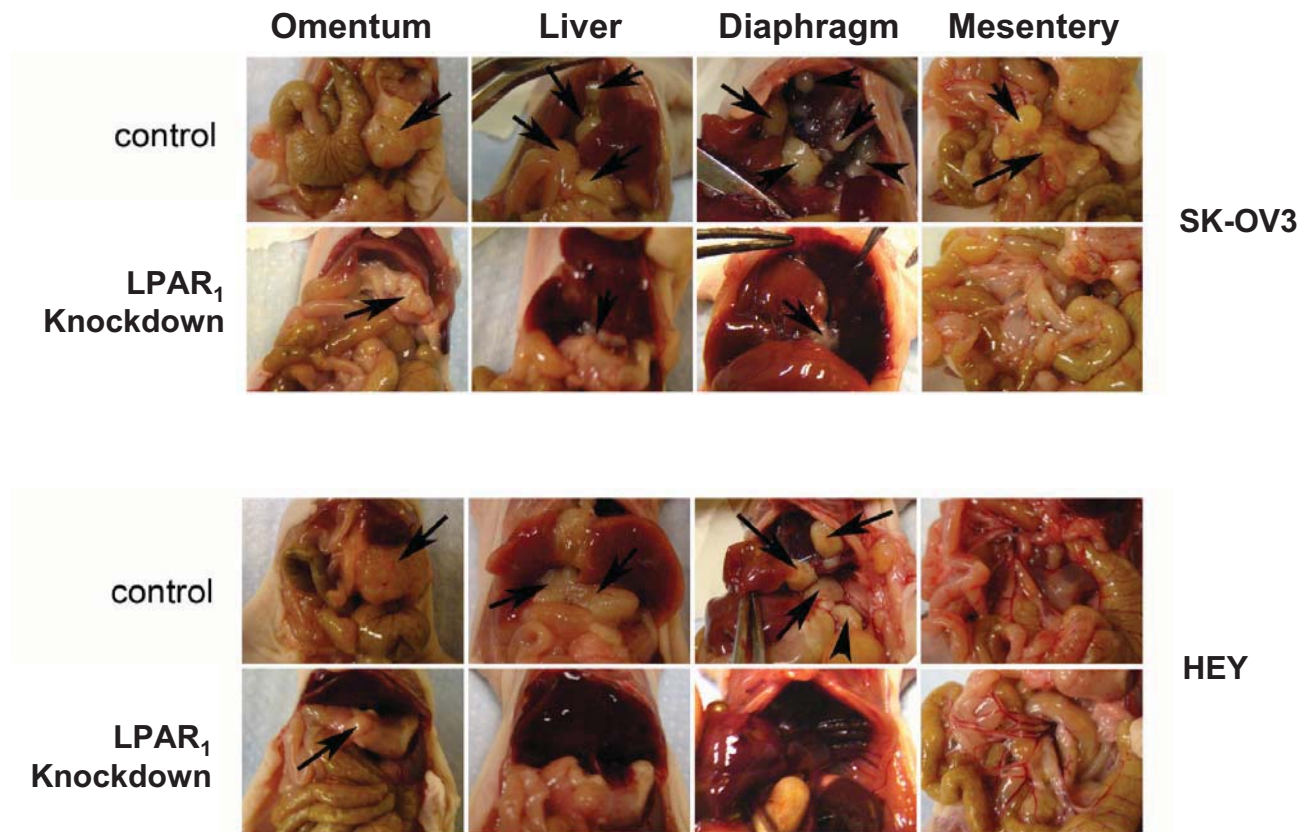 Omentum Liver Diaphragm Mesentery
control
LPAR₁
Knockdown
SK-OV3
control
LPAR₁
Knockdown
HEY